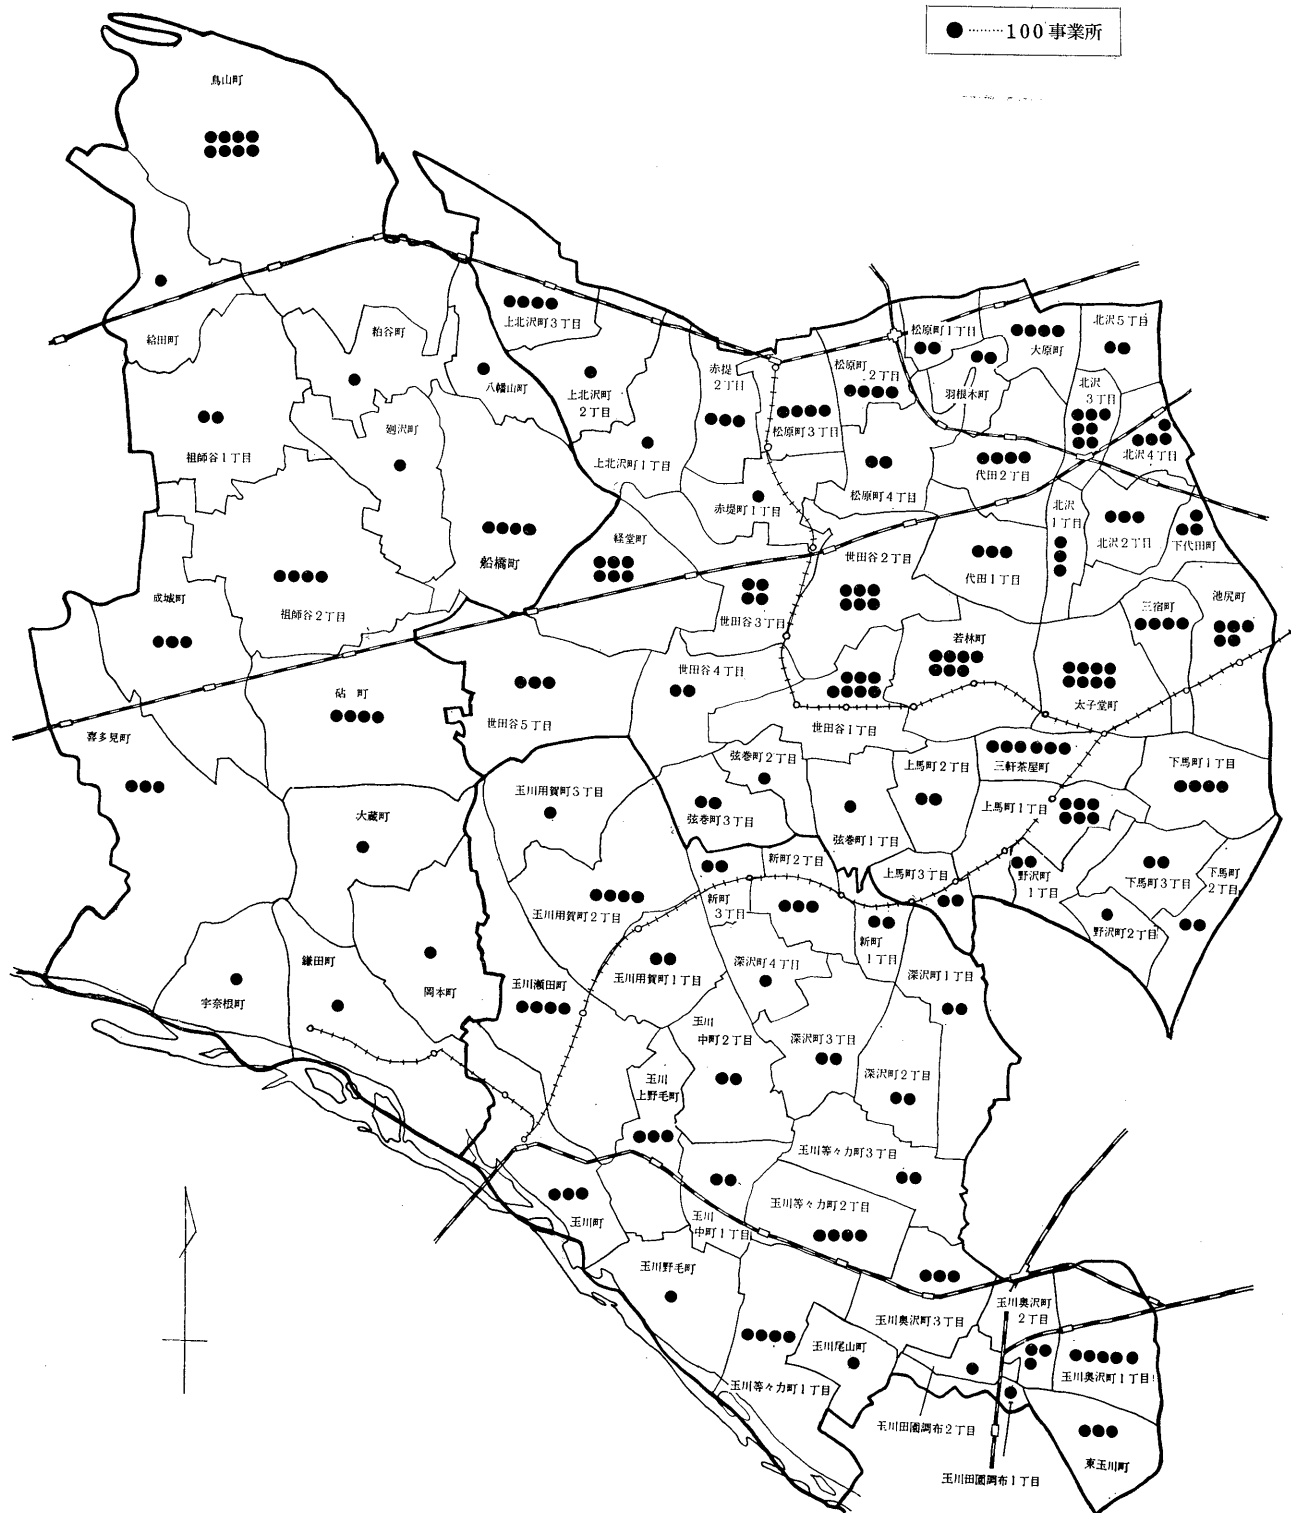 100事業所
烏山町
給田町
粕谷町
上北沢町3丁目
八幡山町
上北沢町
2丁目
上北沢町1丁目
廻沢町
祖師谷1丁目
赤堤
2丁目
松原町3丁目
松原町
2丁目
松原町1丁目
羽根木町
大原町
北沢5丁目
北沢
3丁目
北沢4丁目
松原町4丁目
代田2丁目
赤堤町1丁目
北沢
1丁目
北沢2丁目
下代田町
経堂町
船橋町
祖師谷2丁目
成城町
世田谷2丁目
代田1丁目
世田谷3丁目
三宿町
池尻町
若林町
太子堂町
世田谷4丁目
世田谷5丁目
世田谷1丁目
砧町
喜多見町
弦巻町2丁目
上馬町2丁目
三軒茶屋町
下馬町1丁目
玉川用賀町3丁目
弦巻町3丁目
弦巻町1丁目
上馬町1丁目
大蔵町
新町2丁目
上馬町3丁目
野沢町
1丁目
下馬町3丁目
下馬町
2丁目
新町
3丁目
玉川用賀町2丁目
野沢町2丁目
新町
1丁目
鎌田町
岡本町
宇奈根町
玉川瀬田町
玉川用賀町1丁目
深沢町4丁目
深沢町1丁目
玉川
中町2丁目
深沢町3丁目
深沢町2丁目
玉川
上野毛町
玉川等々力町3丁目
玉川等々力町2丁目
玉川町
玉川
中町1丁目
玉川野毛町
玉川奥沢町3丁目
玉川奥沢町
2丁目
玉川尾山町
玉川奥沢町1丁目
玉川等々力町1丁目
玉川田園調布2丁目
東玉川町
玉川田園調布1丁目